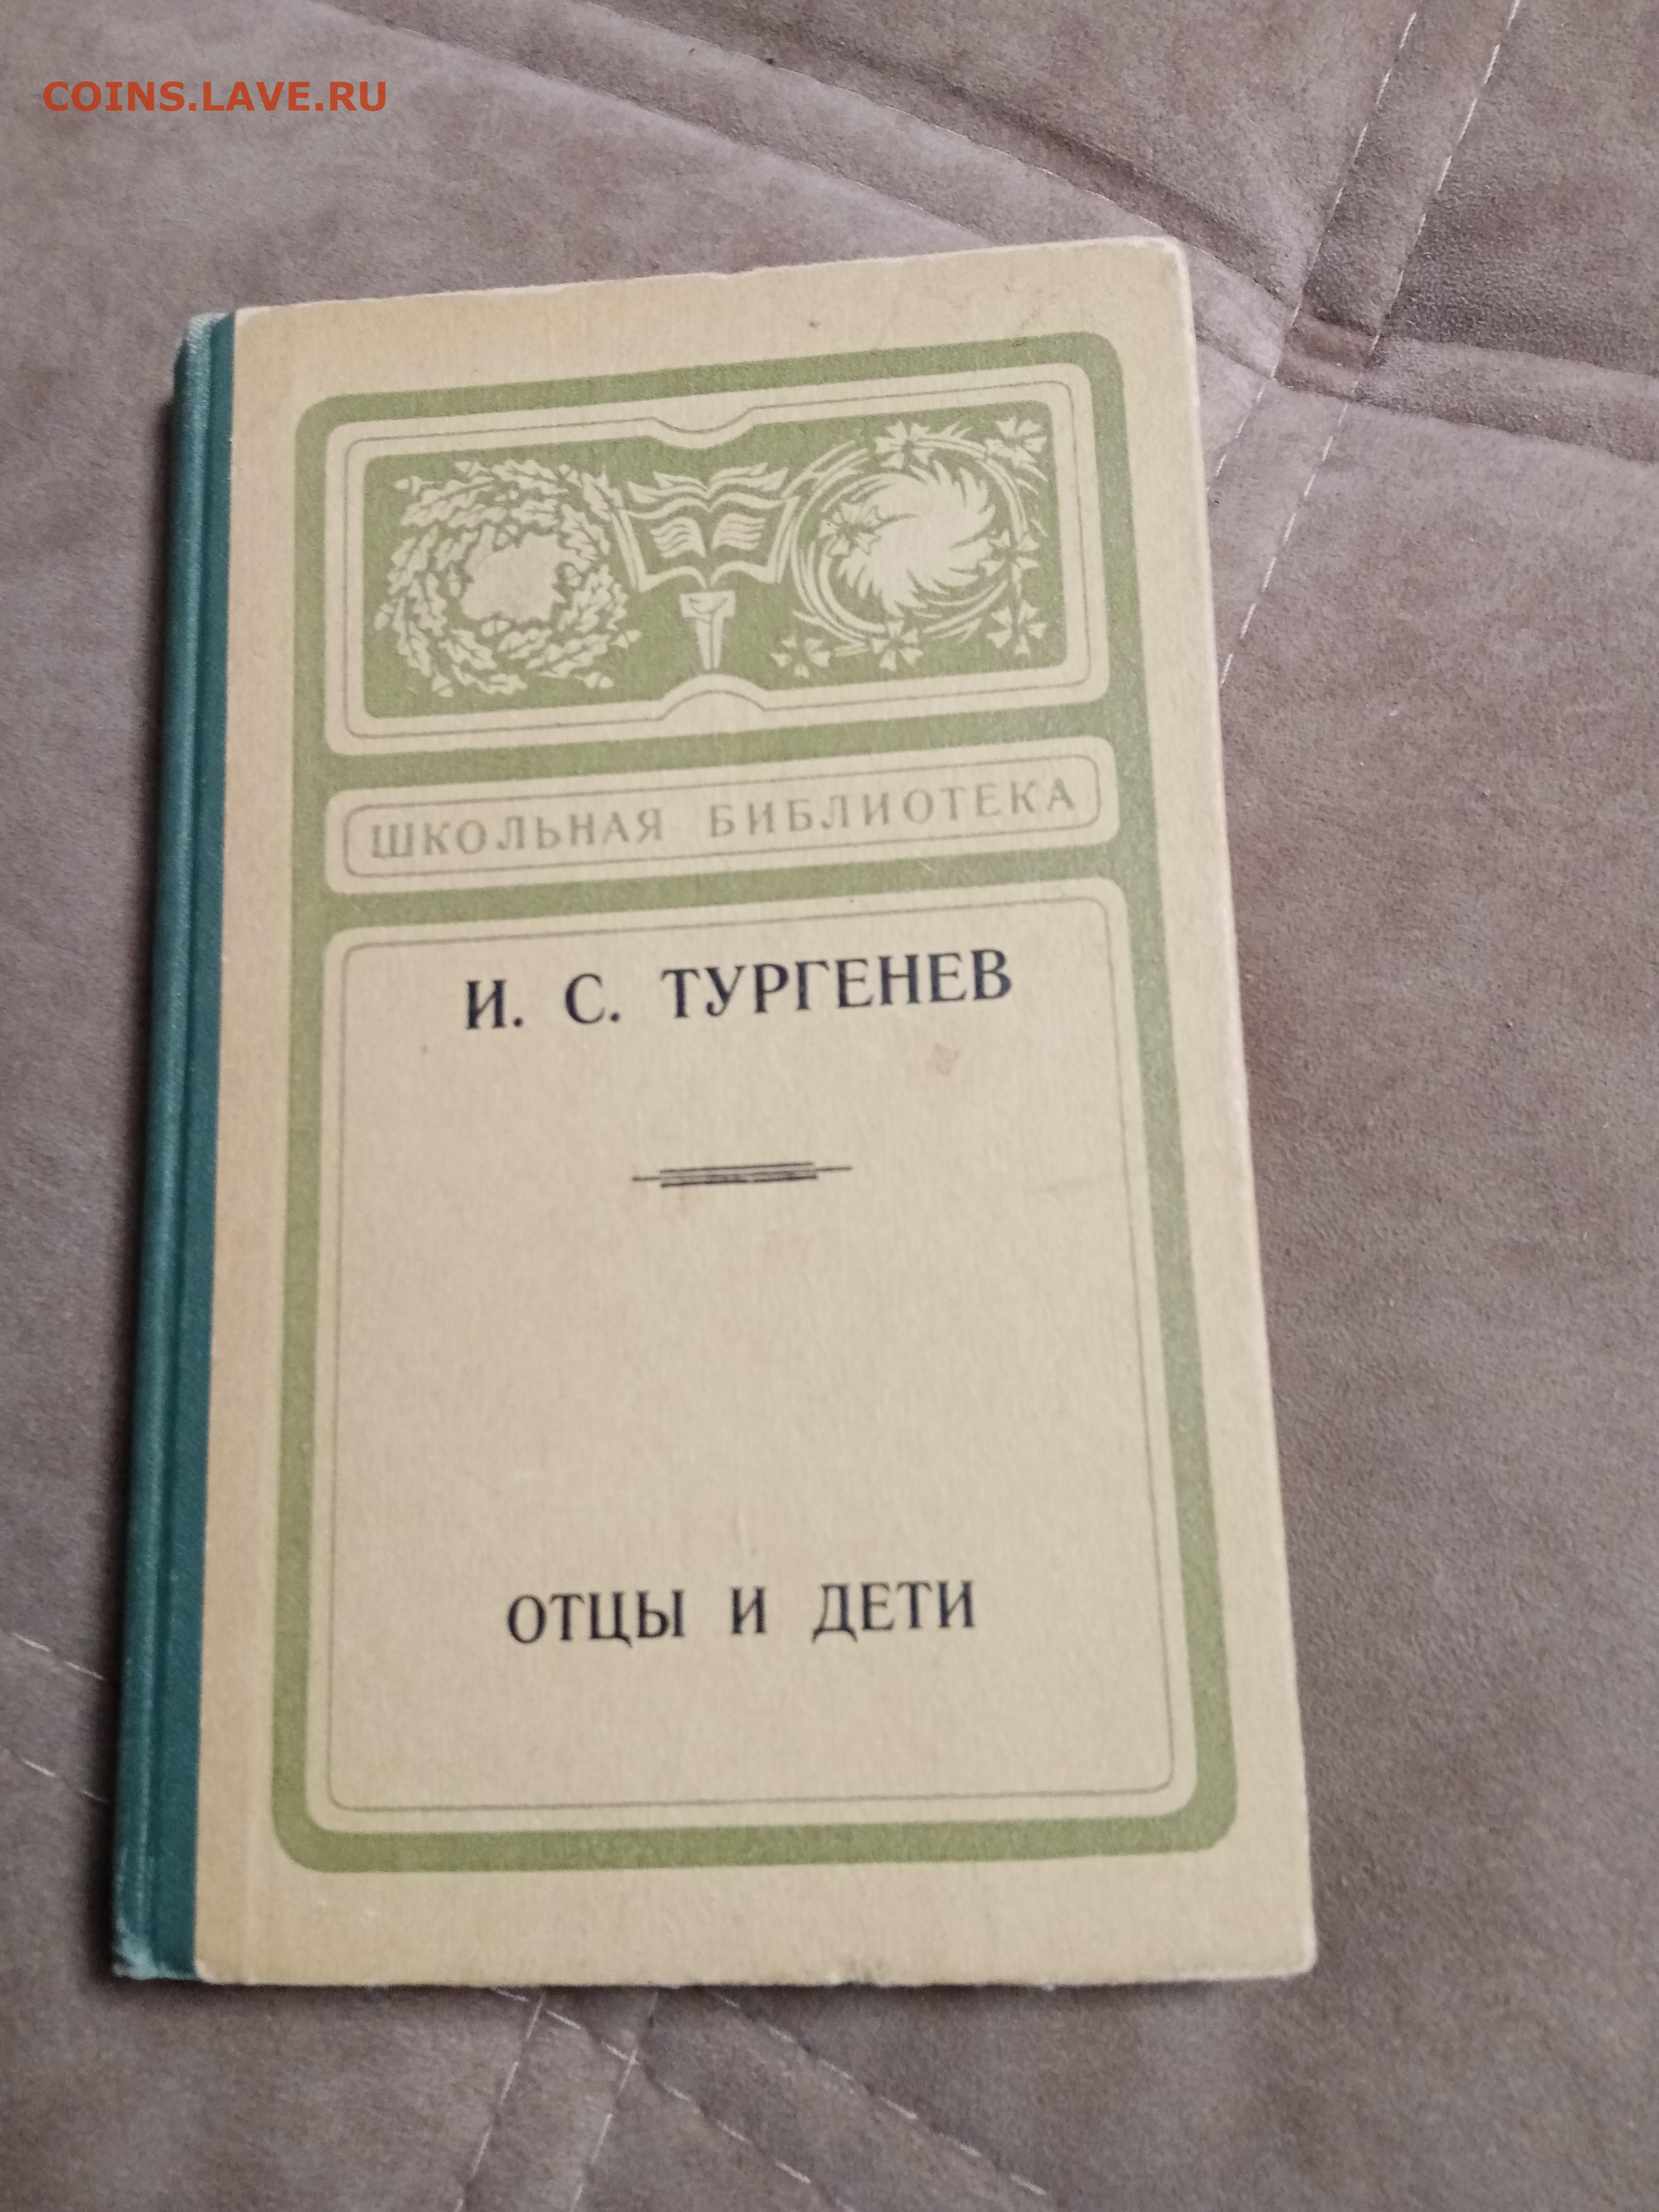 COINS.LAVE.RU
ШКОЛЬНАЯ БИБЛИОТЕКА
И. С. ТУРГЕНЕВ
ОТЦЫ И ДЕТИ